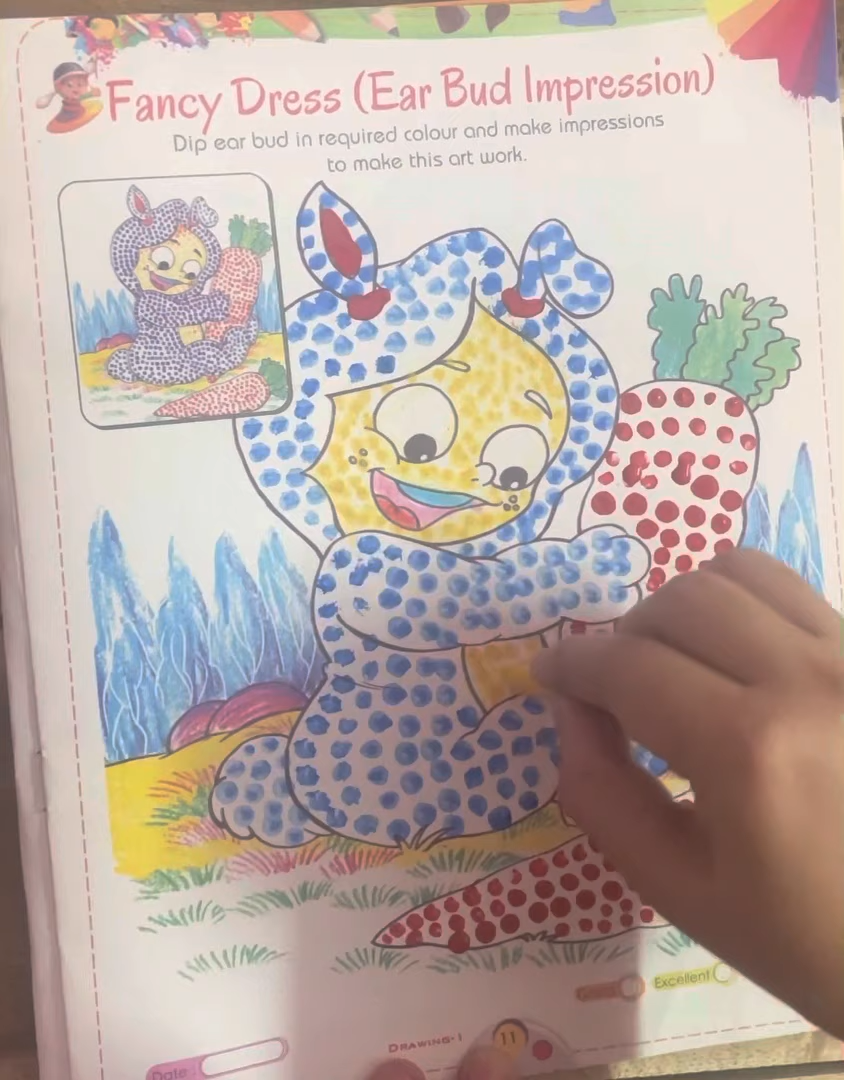 Fancy Dress (Ear Bud Impression)
Dip ear bud in required colour and make impressions
to make this art work.
Excellent
Date
Drawing-1
11